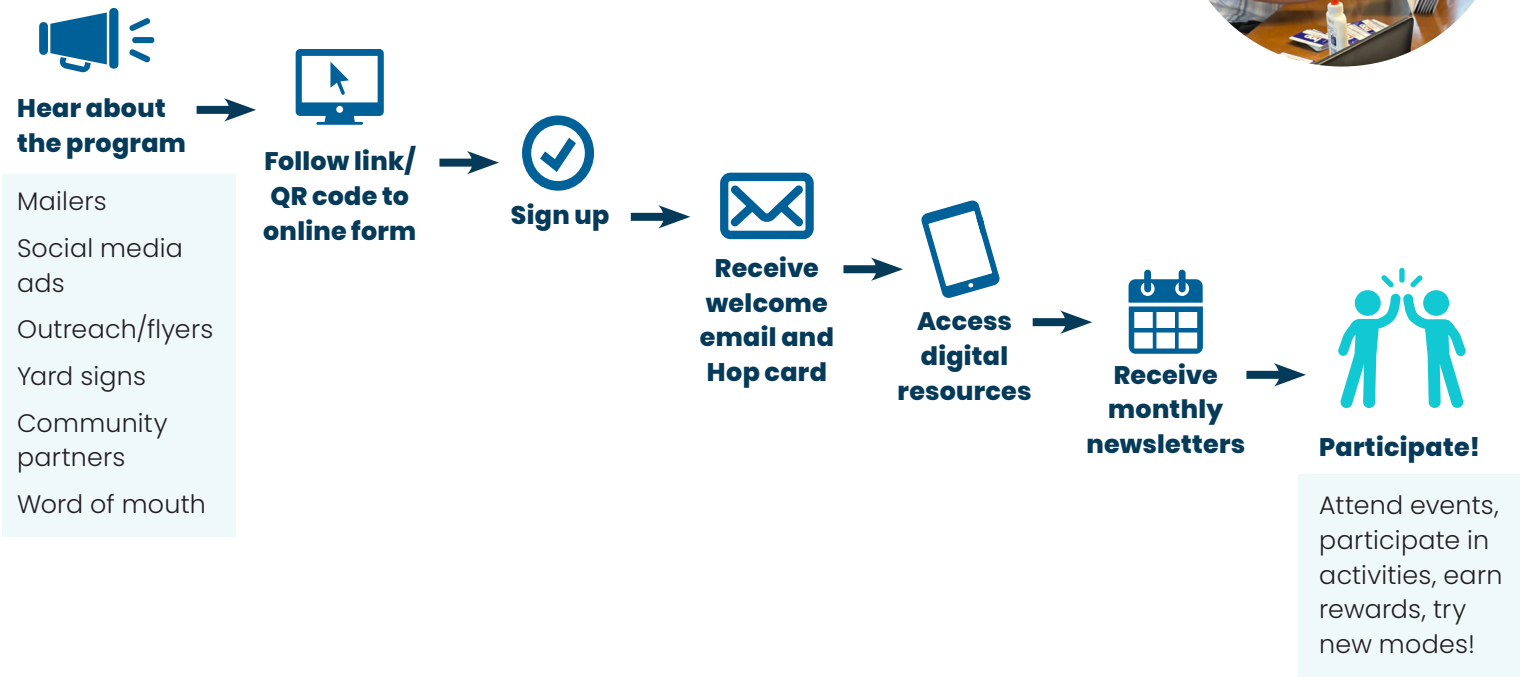 Hear about
the program
Mailers
Social media
ads
Outreach/flyers
Yard signs
Community
partners
Word of mouth
Follow link/
QR code to
online form
Sign up
Receive
welcome
email and
Hop card
Access
digital
resources
Receive
monthly
newsletters
Participate!
Attend events,
participate in
activities, earn
rewards, try
new modes!